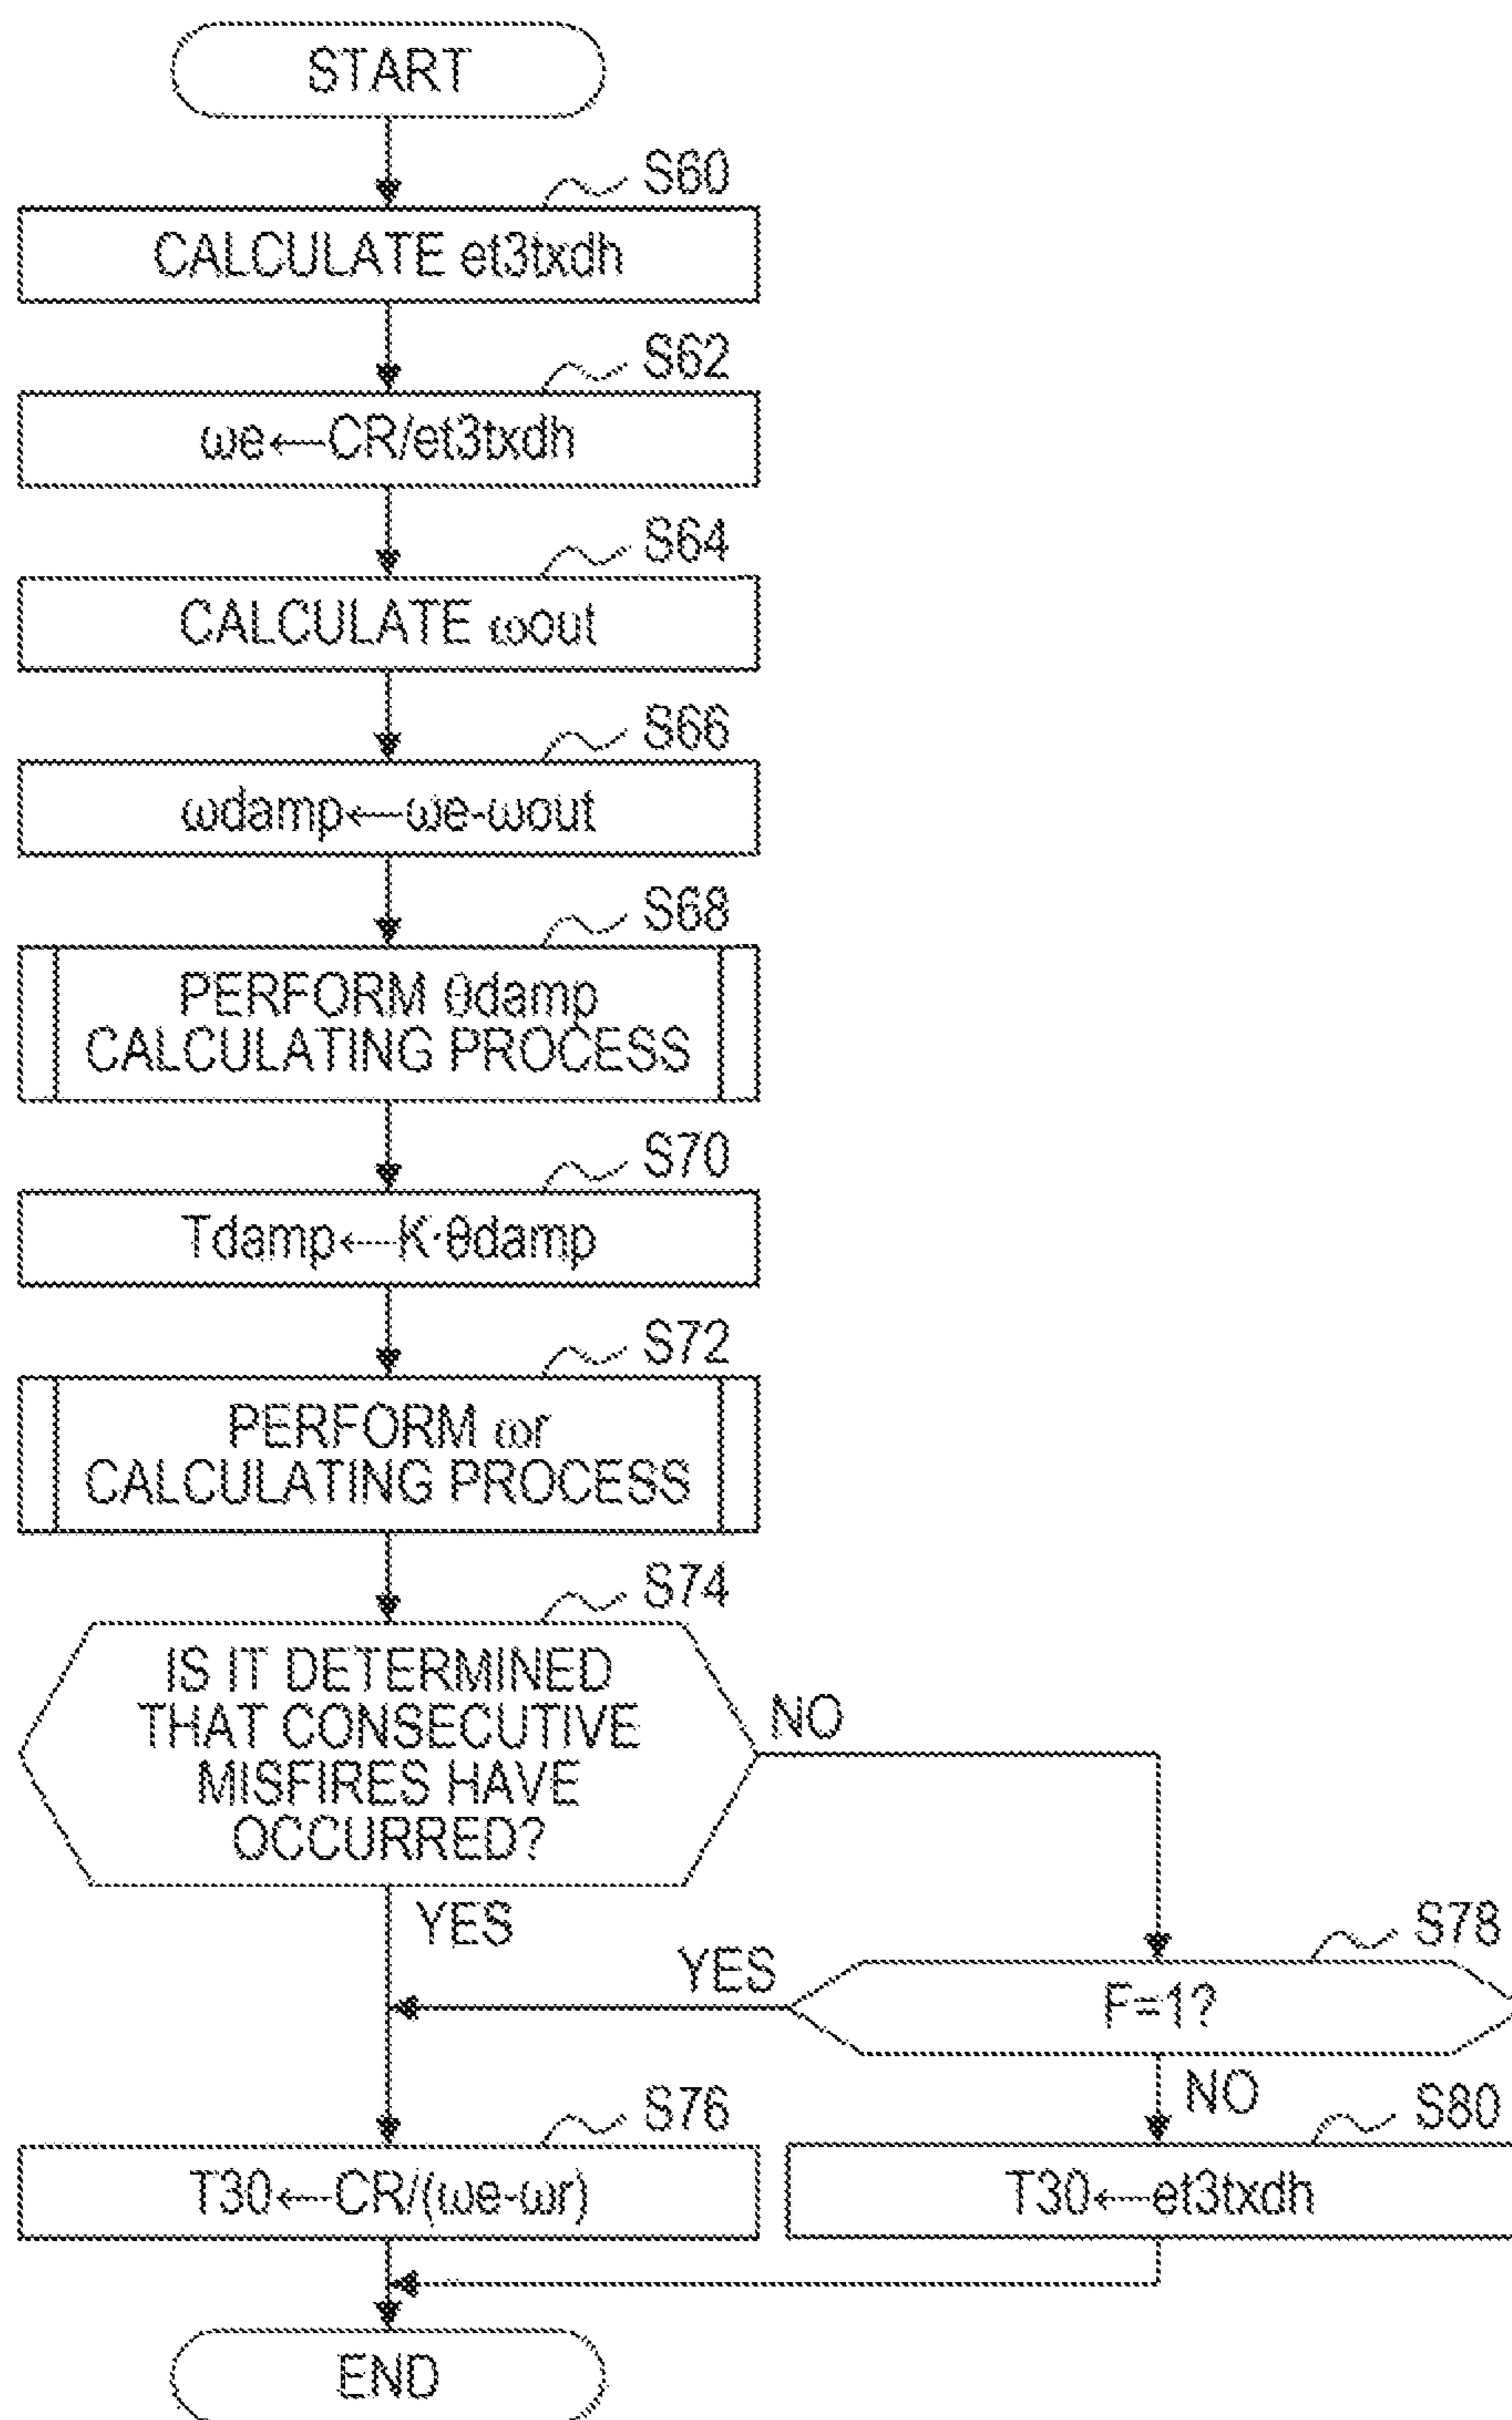 START
S60
CALCULATE et3txdh
S62
ωe←CR/et3txdh
S64
CALCULATE ωout
S66
ωdamp←ωe-ωout
S68
PERFORM θdamp
CALCULATING PROCESS
S70
Tdamp←K·θdamp
S72
PERFORM ωr
CALCULATING PROCESS
S74
IS IT DETERMINED
THAT CONSECUTIVE
MISFIRES HAVE
OCCURRED?
NO
YES
S78
YES
F=1?
NO
S76
T30←CR/(ωe-ωr)
S80
T30←et3txdh
END